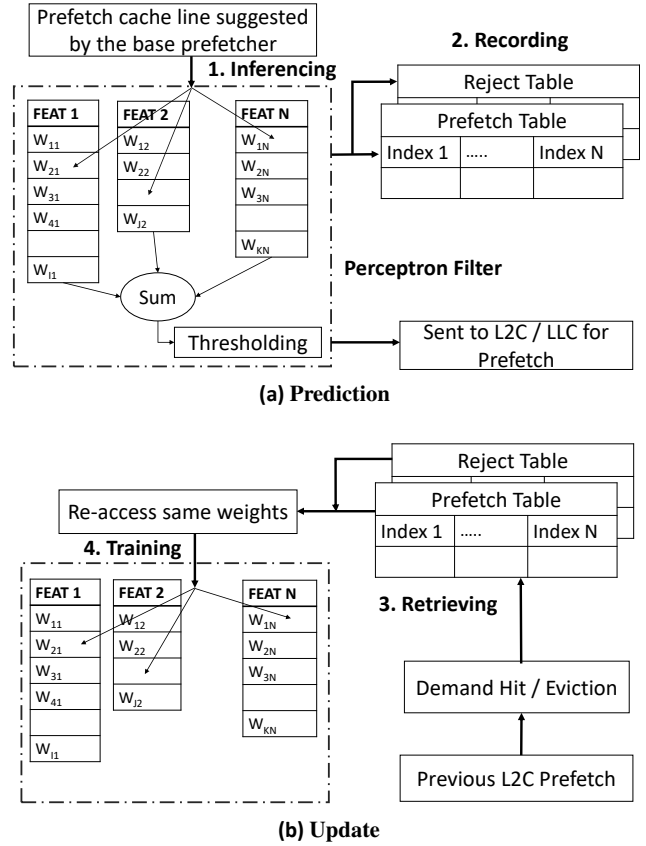 Prefetch cache line suggested
by the base prefetcher
2. Recording
1. Inferencing
Reject Table
Prefetch Table
Index 1 ..... Index N
FEAT 1
W11
W21
W31
W41
WI1
FEAT 2
W12
W22
WJ2
FEAT N
W1N
W2N
W3N
WKN
Sum
Thresholding
Perceptron Filter
Sent to L2C / LLC for
Prefetch
(a) Prediction
Reject Table
Prefetch Table
Index 1 ..... Index N
Re-access same weights
4. Training
3. Retrieving
FEAT 1
W11
W21
W31
W41
WI1
FEAT 2
W12
W22
WJ2
FEAT N
W1N
W2N
W3N
WKN
Demand Hit / Eviction
Previous L2C Prefetch
(b) Update